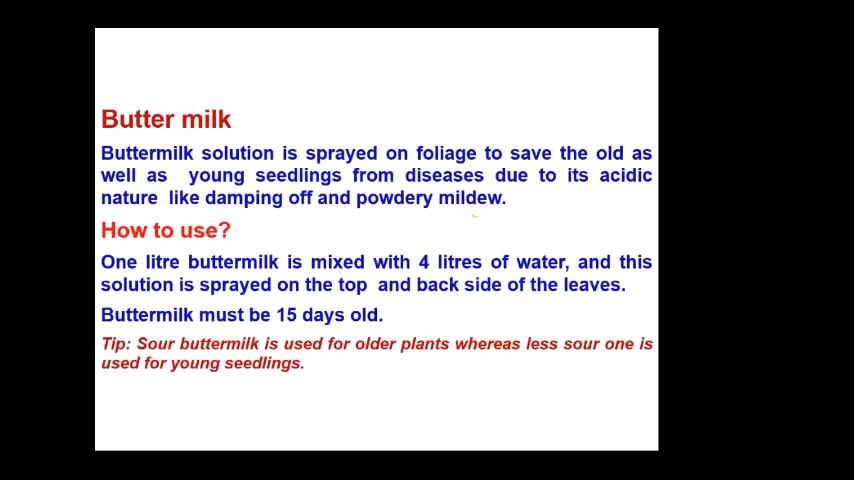 Butter milk
Buttermilk solution is sprayed on foliage to save the old as
well as young seedlings from diseases due to its acidic
nature like damping off and powdery mildew.
How to use?
One litre buttermilk is mixed with 4 litres of water, and this
solution is sprayed on the top and back side of the leaves.
Buttermilk must be 15 days old.
Tip: Sour buttermilk is used for older plants whereas less sour one is
used for young seedlings.